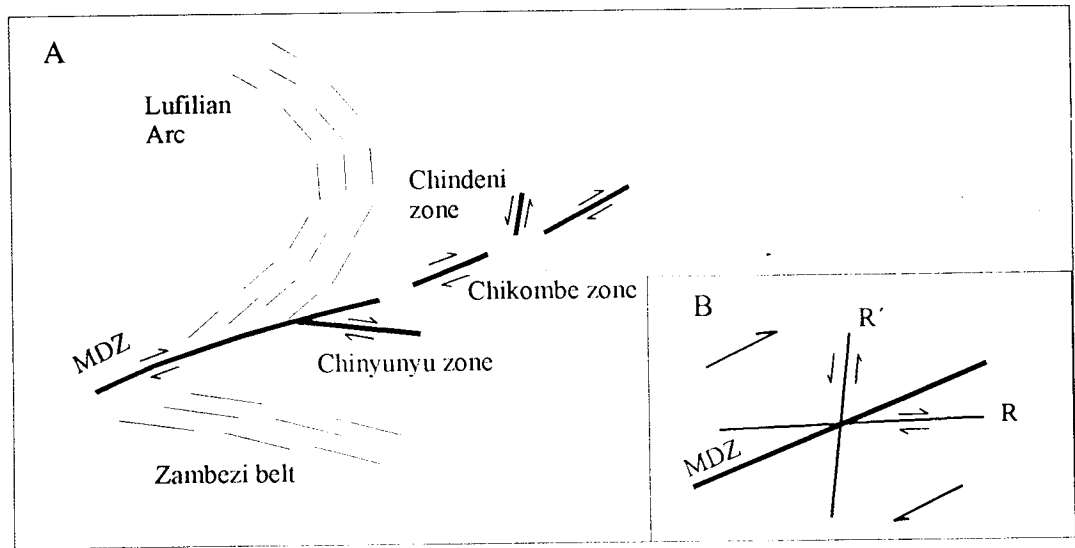 A
Lufilian
Arc
Chindeni
zone
Chikombe zone
MDZ
Chinyunyu zone
Zambezi belt
B
R´
R
MDZ